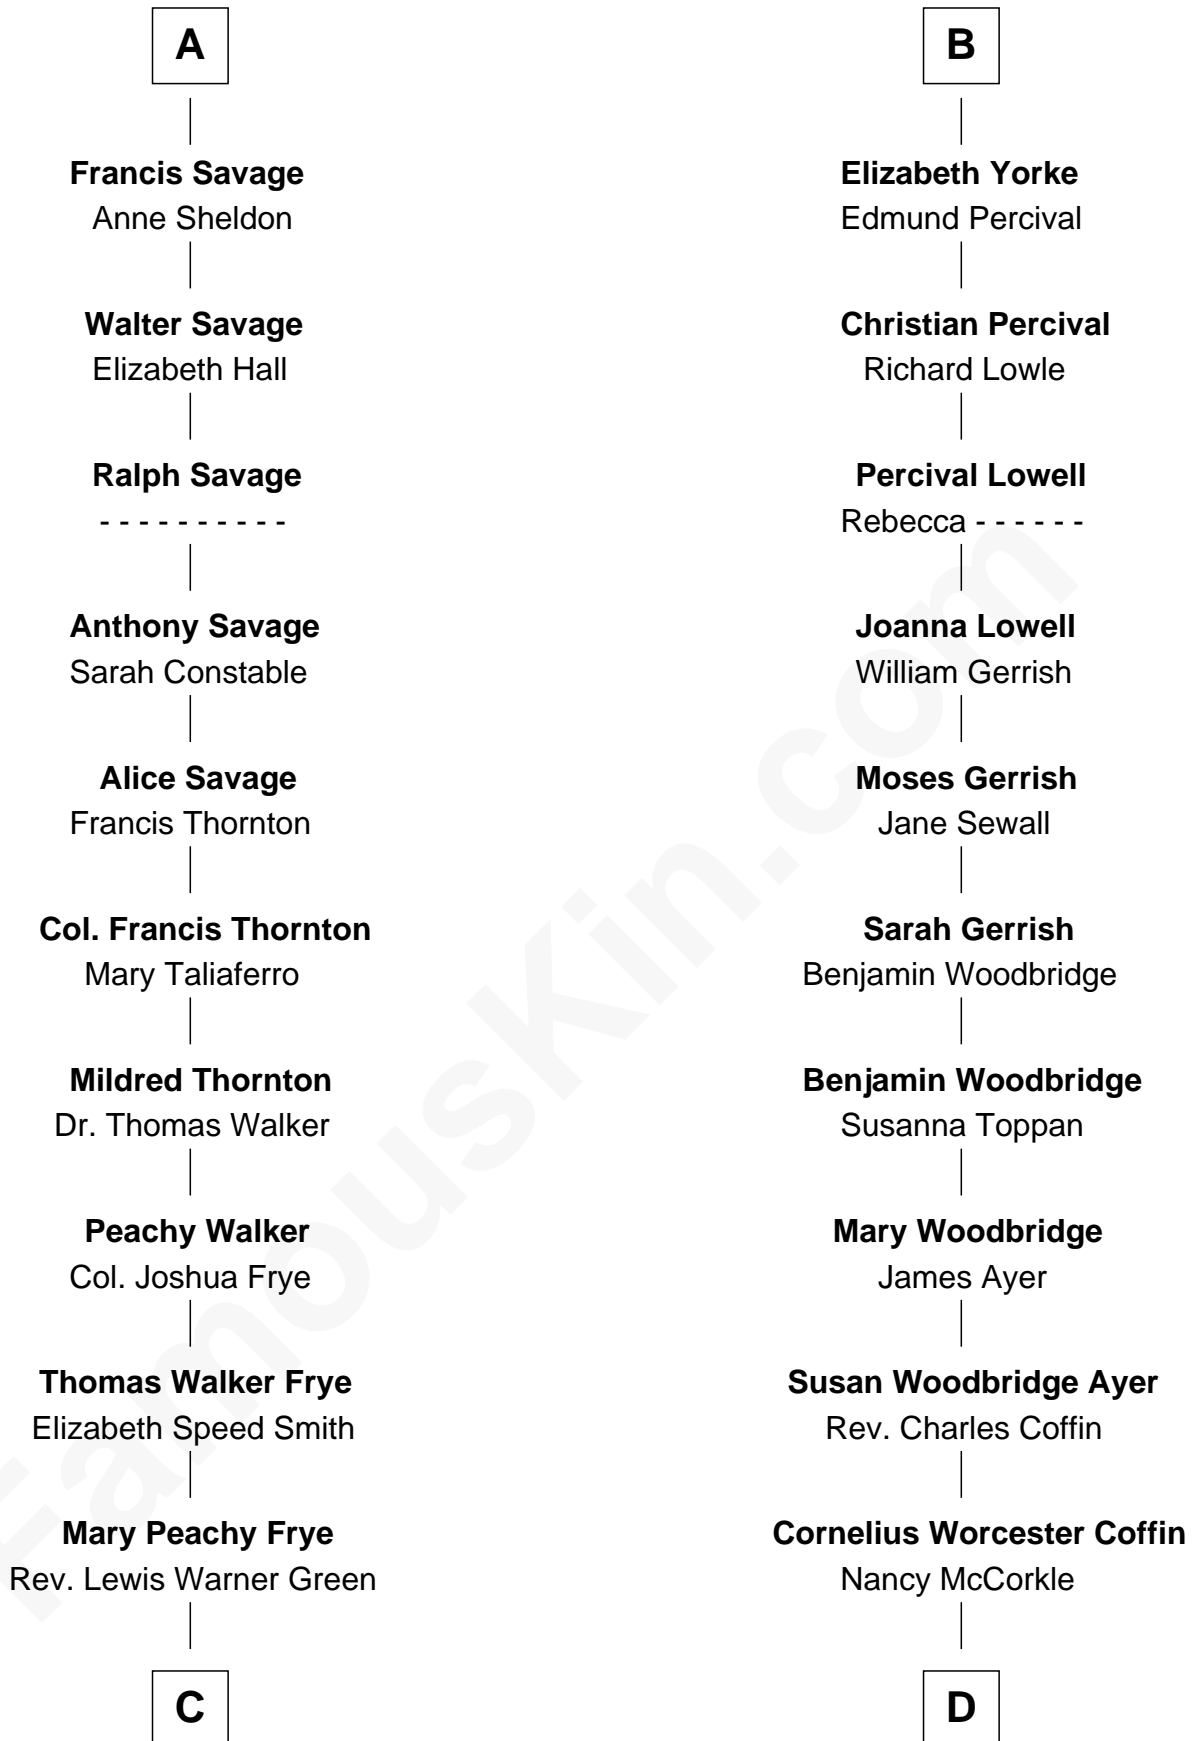 A
Francis Savage
Anne Sheldon
Walter Savage
Elizabeth Hall
Ralph Savage
- - - - - - - - - -
Anthony Savage
Sarah Constable
Alice Savage
Francis Thornton
Col. Francis Thornton
Mary Taliaferro
Mildred Thornton
Dr. Thomas Walker
Peachy Walker
Col. Joshua Frye
Thomas Walker Frye
Elizabeth Speed Smith
Mary Peachy Frye
Rev. Lewis Warner Green
C
B
Elizabeth Yorke
Edmund Percival
Christian Percival
Richard Lowle
Percival Lowell
Rebecca - - - - - -
Joanna Lowell
William Gerrish
Moses Gerrish
Jane Sewall
Sarah Gerrish
Benjamin Woodbridge
Benjamin Woodbridge
Susanna Toppan
Mary Woodbridge
James Ayer
Susan Woodbridge Ayer
Rev. Charles Coffin
Cornelius Worcester Coffin
Nancy McCorkle
D
FamousKin.com